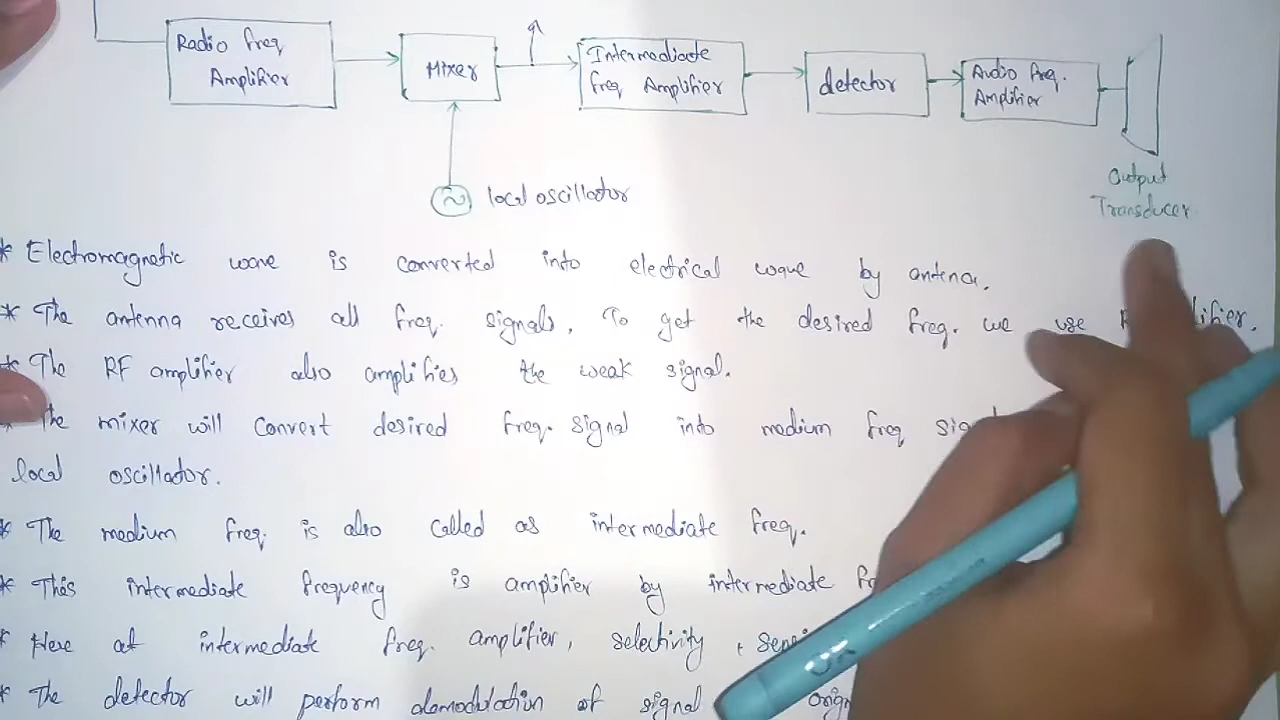 Radio freq
Amplifier
Mixer
Intermediate
freq Amplifier
detector
Audio freq.
Amplifier
local oscillator
Output
Transducer
* Electromagnetic wave is converted into electrical wave by antena.
* The antenna receives all freq. signals. To get the desired freq. we use
* The RF amplifier also amplifies the weak signal.
* The mixer will convert desired freq. signal into medium freq
local oscillator.
* The medium freq. is also called as intermediate freq.
* This intermediate frequency is amplifier by intermediate
* Here at intermediate freq. amplifier, selectivity
* The detector will perform demodulation of signal